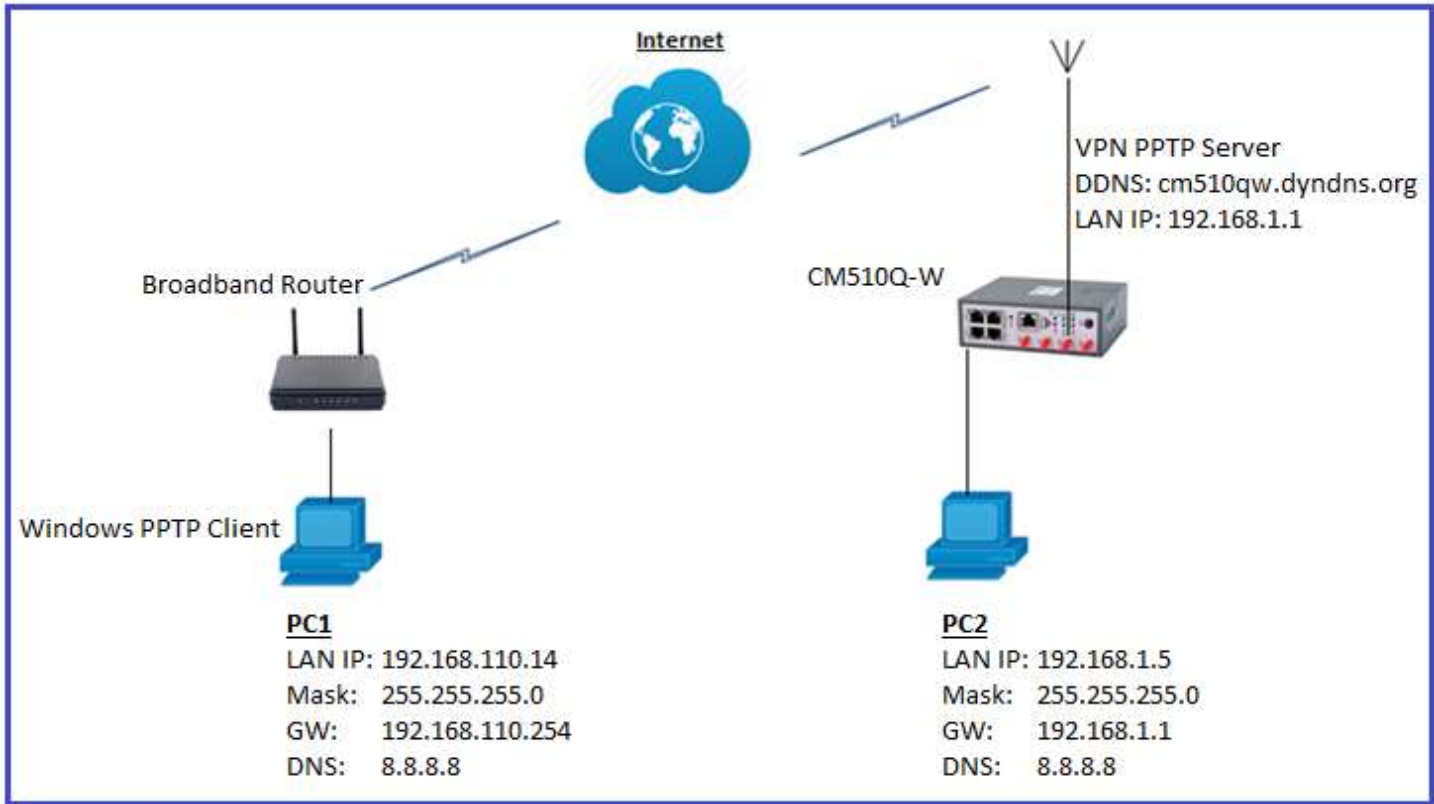 Internet
VPN PPTP Server
DDNS: cm510qw.dyndns.org
LAN IP: 192.168.1.1
Broadband Router
CM510Q-W
Windows PPTP Client
PC1
LAN IP: 192.168.110.14
Mask: 255.255.255.0
GW: 192.168.110.254
DNS: 8.8.8.8
PC2
LAN IP: 192.168.1.5
Mask: 255.255.255.0
GW: 192.168.1.1
DNS: 8.8.8.8